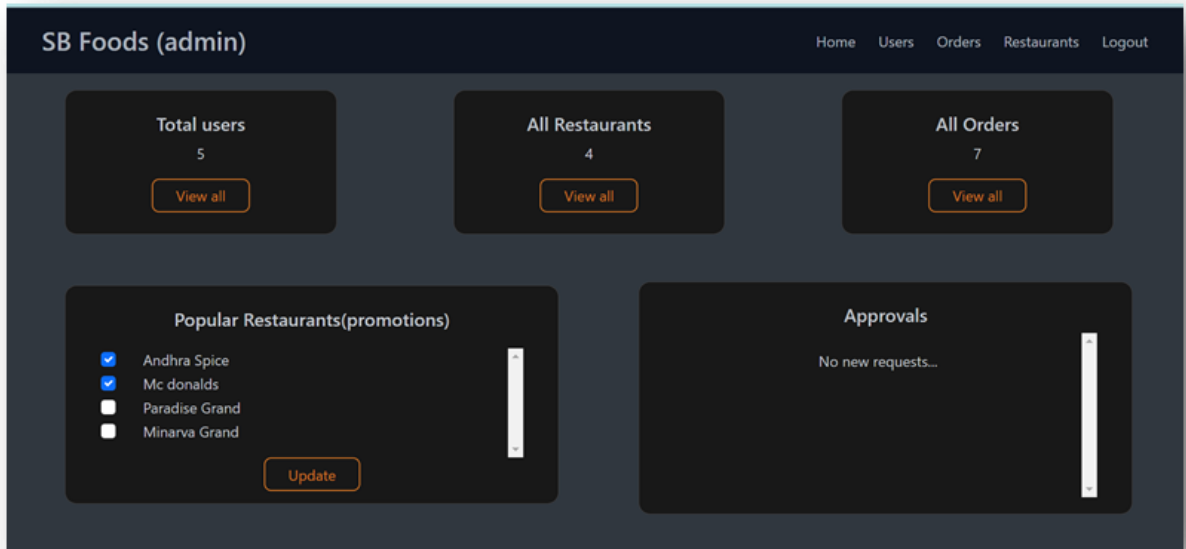 SB Foods (admin)
Home Users Orders Restaurants Logout
Total users
5
View all
All Restaurants
4
View all
All Orders
7
View all
Popular Restaurants(promotions)
Andhra Spice
Mc donalds
Paradise Grand
Minarva Grand
Update
Approvals
No new requests...